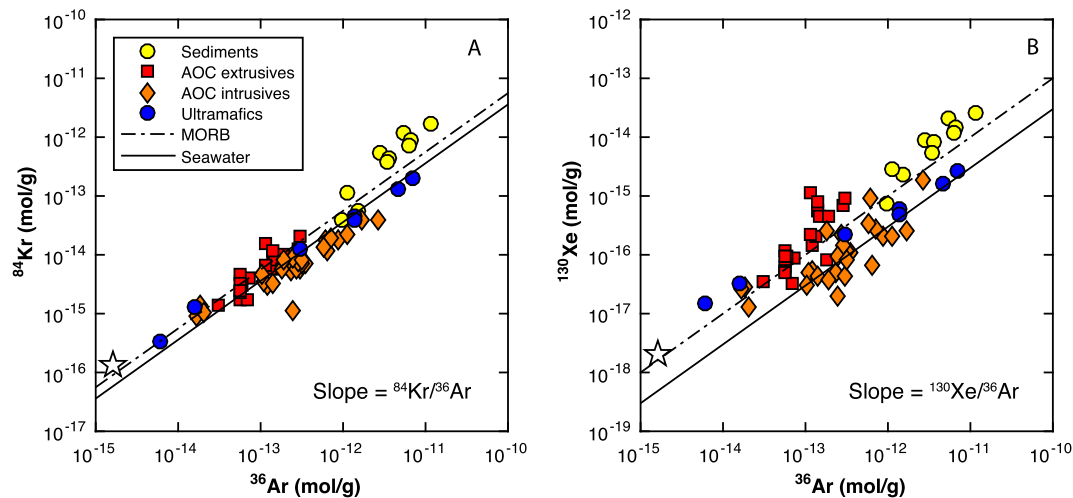 A
10⁻¹⁰
10⁻¹¹
10⁻¹²
10⁻¹³
10⁻¹⁴
10⁻¹⁵
10⁻¹⁶
10⁻¹⁷
⁸⁴Kr (mol/g)
Sediments
AOC extrusives
AOC intrusives
Ultramafics
MORB
Seawater
Slope = ⁸⁴Kr/³⁶Ar
10⁻¹⁵ 10⁻¹⁴ 10⁻¹³ 10⁻¹² 10⁻¹¹ 10⁻¹⁰
³⁶Ar (mol/g)
B
10⁻¹²
10⁻¹³
10⁻¹⁴
10⁻¹⁵
10⁻¹⁶
10⁻¹⁷
10⁻¹⁸
10⁻¹⁹
¹³⁰Xe (mol/g)
Slope = ¹³⁰Xe/³⁶Ar
10⁻¹⁵ 10⁻¹⁴ 10⁻¹³ 10⁻¹² 10⁻¹¹ 10⁻¹⁰
³⁶Ar (mol/g)